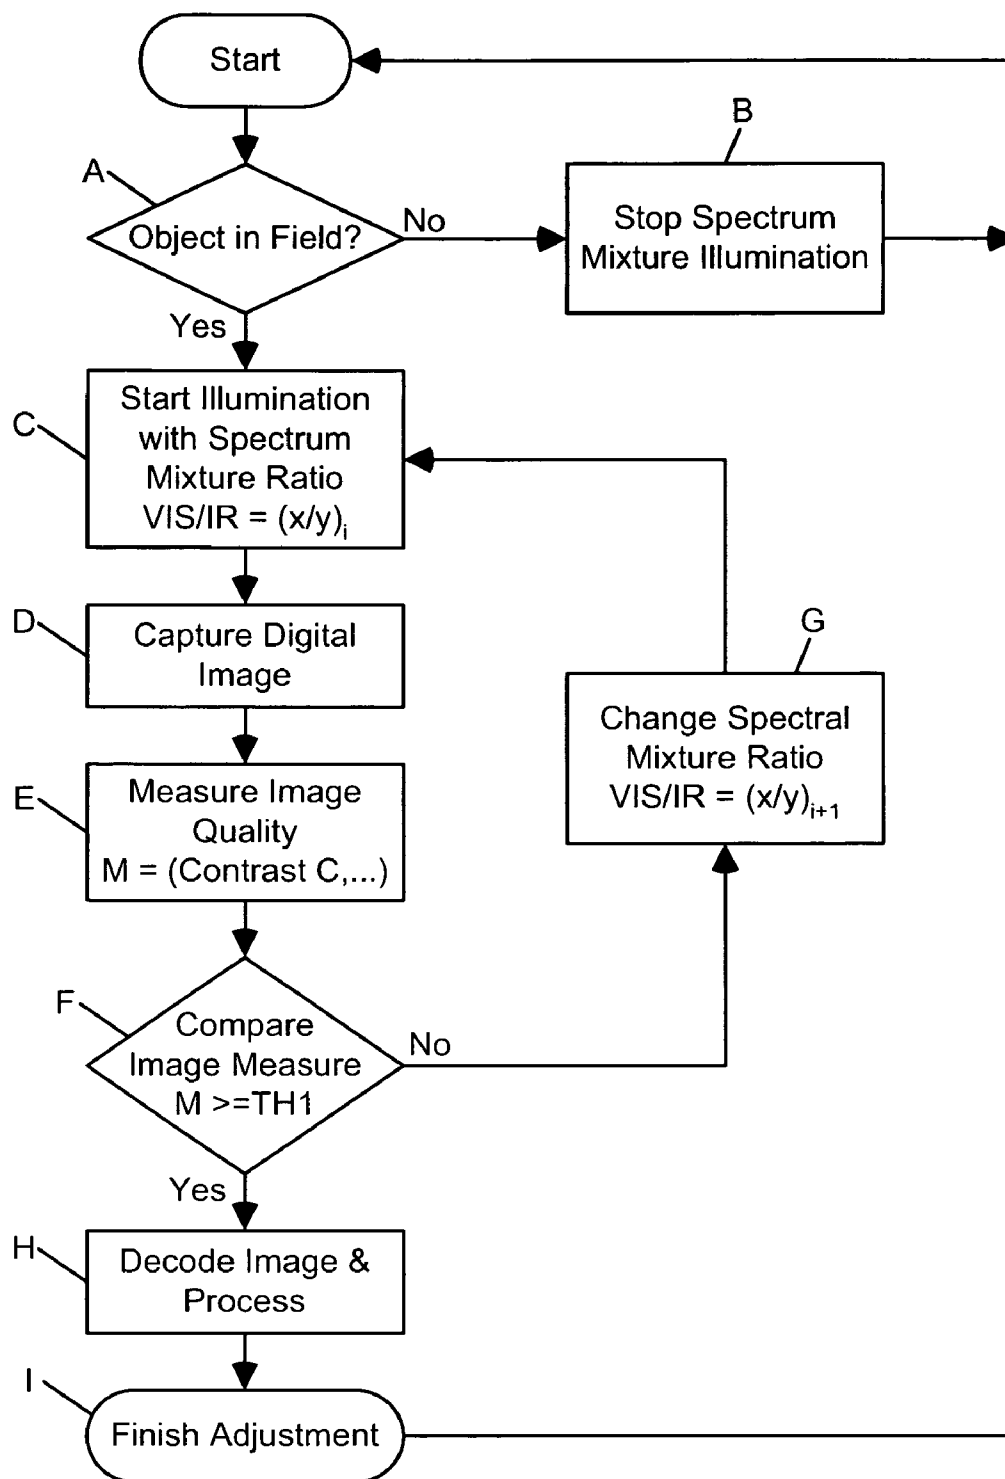 Start
A
Object in Field?
No
B
Stop Spectrum
Mixture Illumination
Yes
C
Start Illumination
with Spectrum
Mixture Ratio
VIS/IR = (x/y)i
D
Capture Digital
Image
G
Change Spectral
Mixture Ratio
VIS/IR = (x/y)i+1
E
Measure Image
Quality
M = (Contrast C,...)
F
Compare
Image Measure
M >=TH1
No
Yes
H
Decode Image &
Process
I
Finish Adjustment